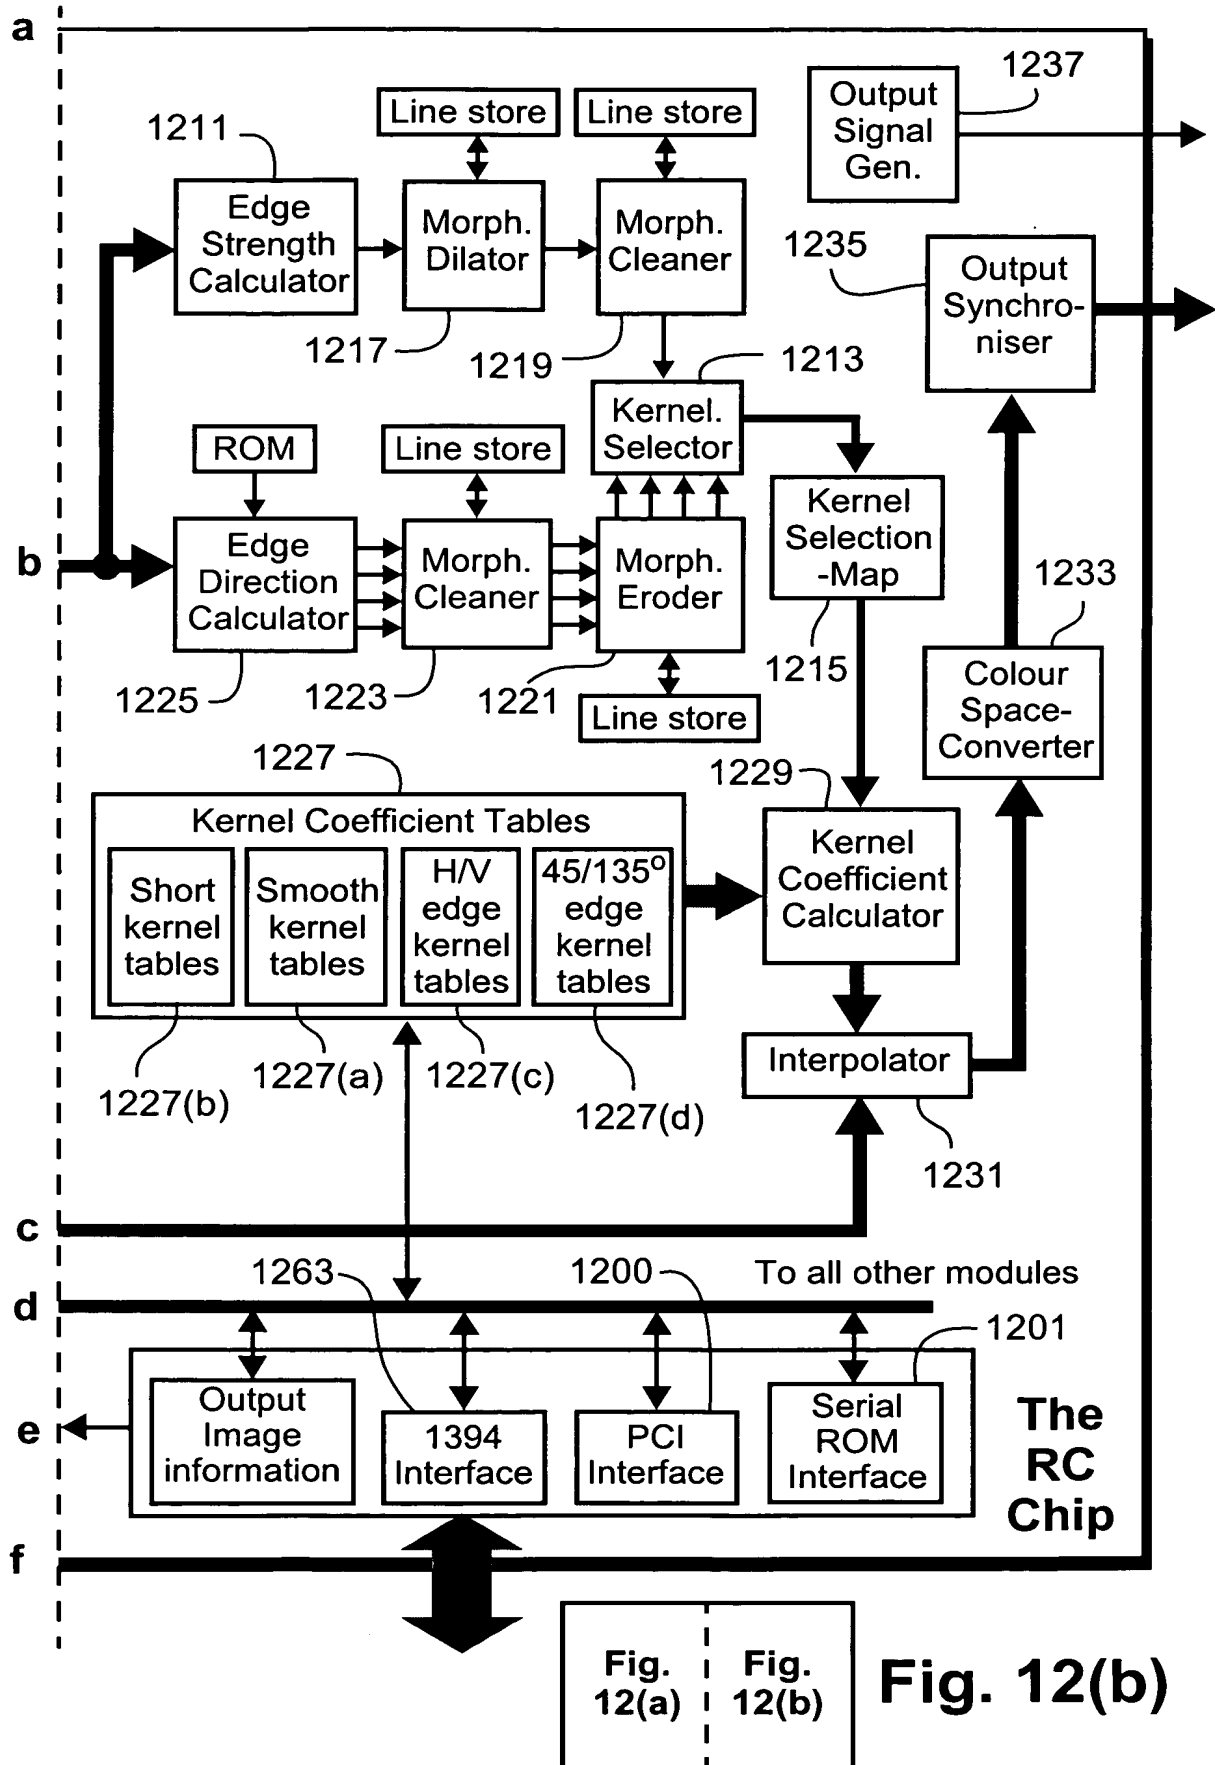 a
1237
Output
Signal
Gen.
Line store
Line store
1211
Edge
Strength
Calculator
Morph.
Dilator
Morph.
Cleaner
1235
Output
Synchro-
niser
1217
1219
1213
Kernel.
Selector
ROM
Line store
Kernel
Selection
-Map
b
Edge
Direction
Calculator
Morph.
Cleaner
Morph.
Eroder
1233
1225
1223
1221
1215
Line store
Colour
Space-
Converter
1227
1229
Kernel Coefficient Tables
Short
kernel
tables
Smooth
kernel
tables
H/V
edge
kernel
tables
45/135º
edge
kernel
tables
Kernel
Coefficient
Calculator
Interpolator
1227(b)
1227(a)
1227(c)
1227(d)
1231
c
1263
1200
To all other modules
d
1201
Output
Image
information
1394
Interface
PCI
Interface
Serial
ROM
Interface
The
RC
Chip
e
f
Fig.
12(a)
Fig.
12(b)
Fig. 12(b)